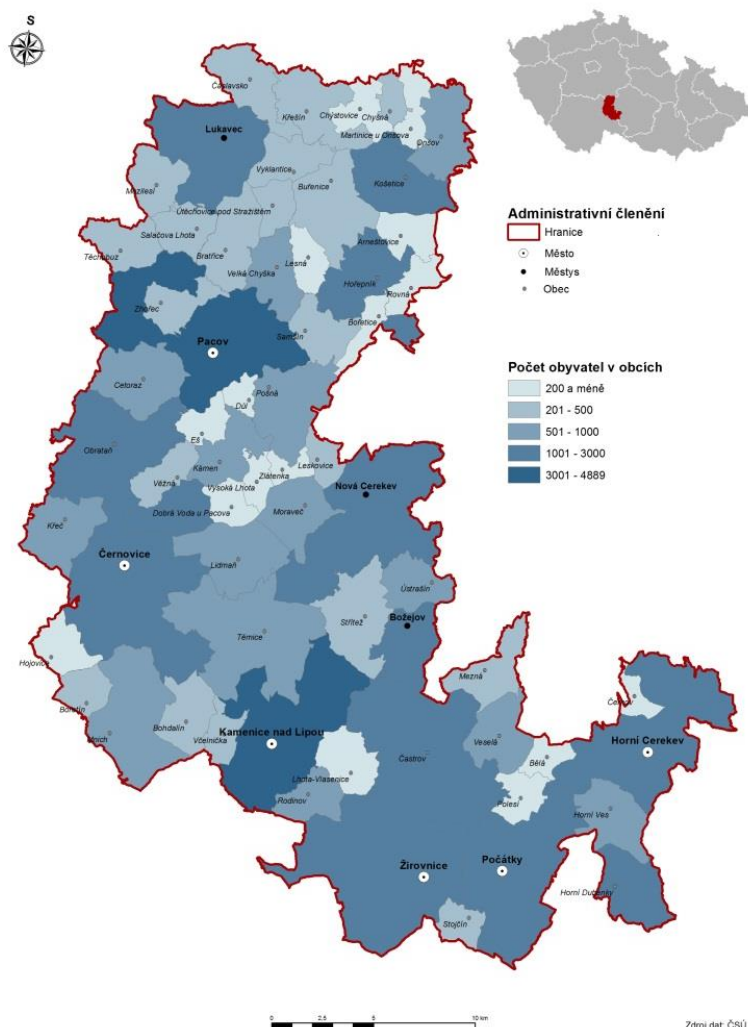 S
Čáslavsko
Křešín
Chýstovice
Chyšná
Lukavec
Martinice u Onšova
Onšov
Vyklantice
Buřenice
Košetice
Mezilesí
Útěchovice pod Stražištěm
Salačova Lhota
Arneštovice
Těchobuz
Bratřice
Velká Chyška
Lesná
Hořepník
Rovná
Zhořec
Bořetice
Samšín
Pacov
Cetoraz
Důl
Pošná
Eš
Obrataň
Kámen
Leskovice
Zlátenka
Věžná
Vysoká Lhota
Nová Cerekev
Dobrá Voda u Pacova
Moraveč
Křeč
Černovice
Lidmaň
Ústrašín
Střítež
Božejov
Těmice
Hojovice
Mezná
Čejkov
Bohdalín
Včelnička
Kamenice nad Lipou
Veselá
Horní Cerekev
Častrov
Bělá
Lhota-Vlasenice
Rodinov
Polesí
Horní Ves
Žirovnice
Počátky
Horní Dubenky
Stojčín
Administrativní členění
Hranice
Město
Městys
Obec
Počet obyvatel v obcích
200 a méně
201 - 500
501 - 1000
1001 - 3000
3001 - 4889
0 2,5 5 10 km
Zdroj dat: ČSÚ